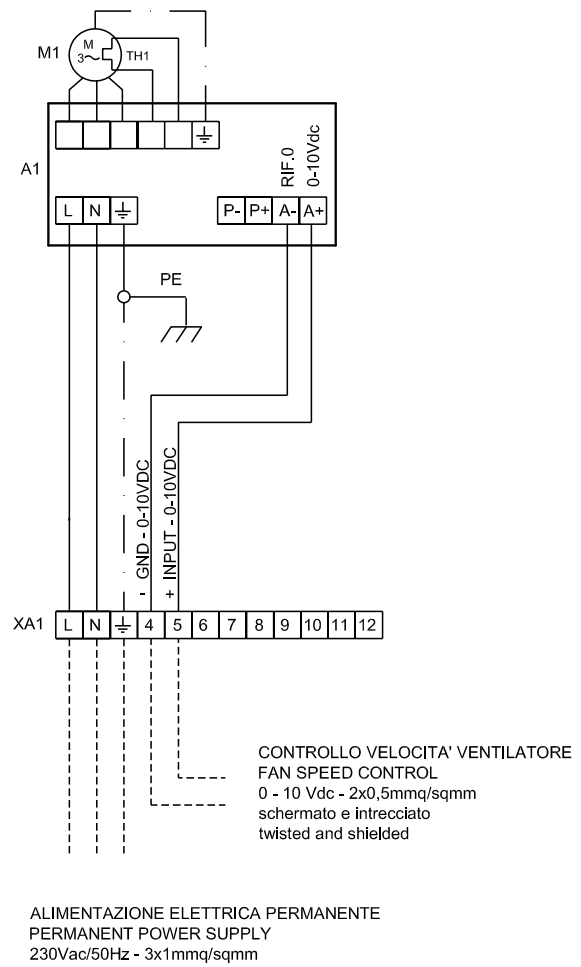 M1
M
3~
TH1
A1
RIF.0
0-10Vdc
L N P- P+ A- A+
PE
- GND - 0-10VDC
+ INPUT - 0-10VDC
XA1
L N 4 5 6 7 8 9 10 11 12
CONTROLLO VELOCITA' VENTILATORE
FAN SPEED CONTROL
0 - 10 Vdc - 2x0,5mmq/sqmm
schermato e intrecciato
twisted and shielded
ALIMENTAZIONE ELETTRICA PERMANENTE
PERMANENT POWER SUPPLY
230Vac/50Hz - 3x1mmq/sqmm